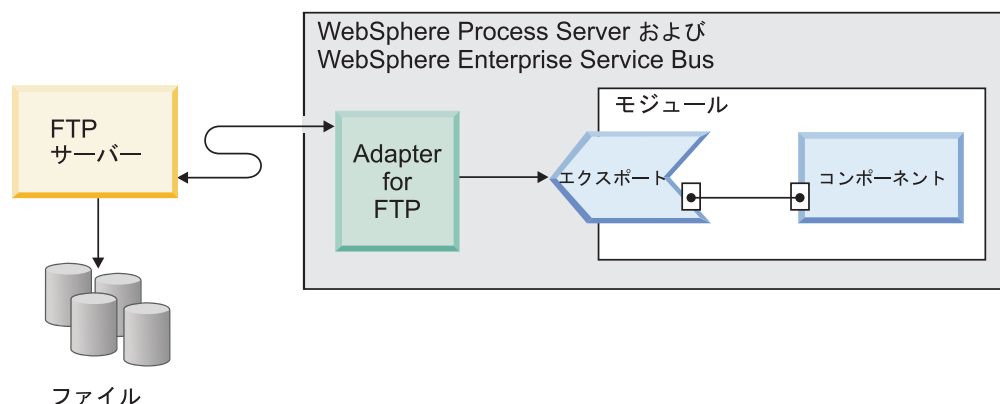 WebSphere Process Server および
WebSphere Enterprise Service Bus
モジュール
FTP
サーバー
Adapter
for
FTP
エクスポート
コンポーネント
ファイル